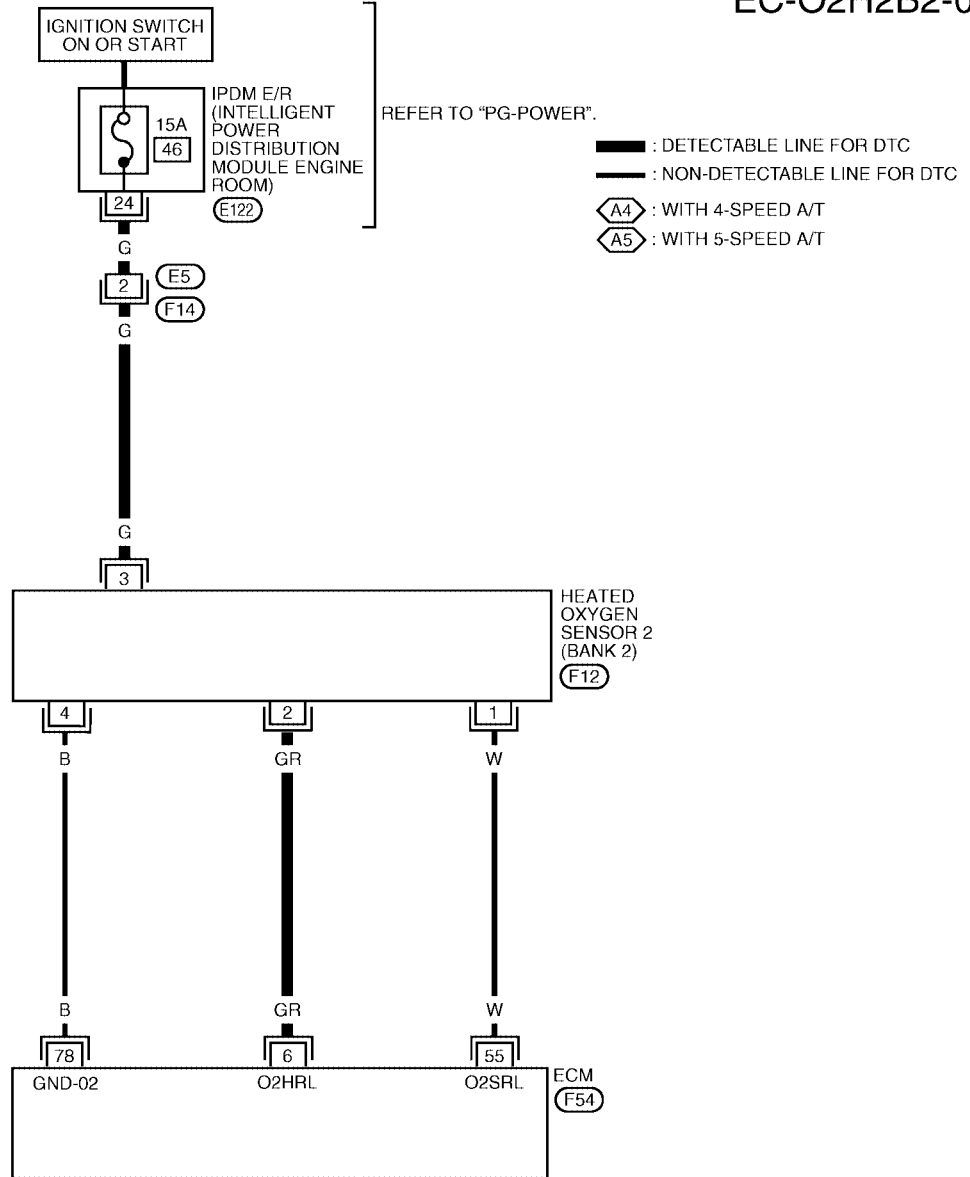 EC-O2H2B2-0
IGNITION SWITCH
ON OR START
IPDM E/R
(INTELLIGENT
POWER
DISTRIBUTION
MODULE ENGINE
ROOM)
E122
15A
46
24
REFER TO “PG-POWER”.
: DETECTABLE LINE FOR DTC
: NON-DETECTABLE LINE FOR DTC
A4 : WITH 4-SPEED A/T
A5 : WITH 5-SPEED A/T
G
2
E5
F14
G
G
3
HEATED
OXYGEN
SENSOR 2
(BANK 2)
F12
4 2 1
B GR W
B GR W
78 6 55
GND-02 O2HRL O2SRL
ECM
F54